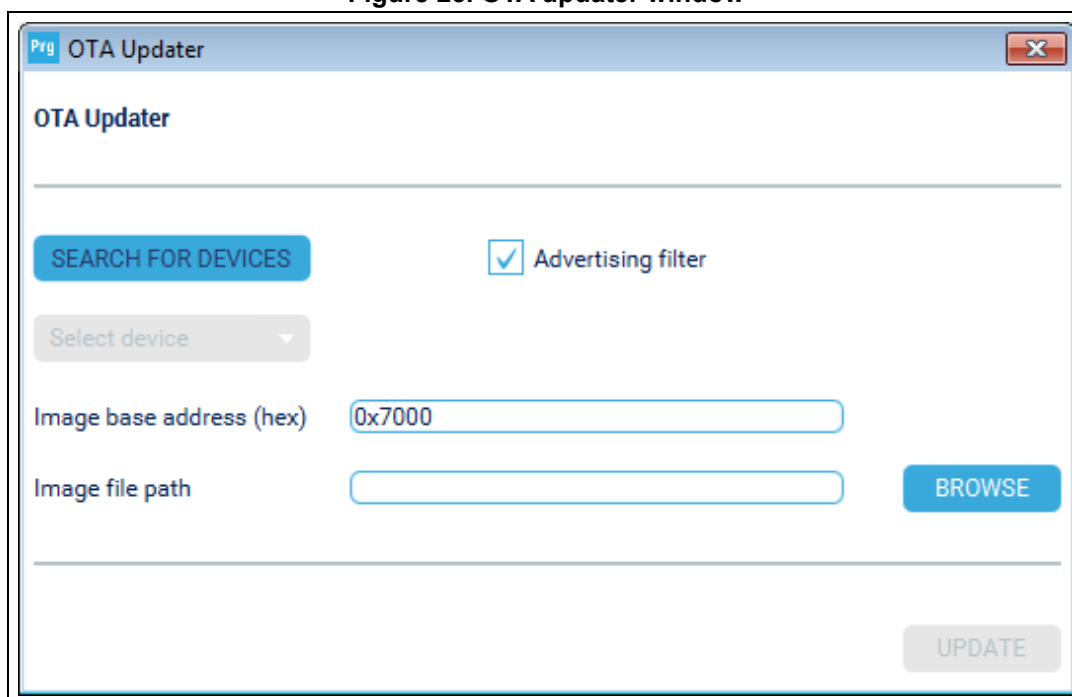 Prg OTA Updater
OTA Updater
SEARCH FOR DEVICES Advertising filter
Select device
Image base address (hex) 0x7000
Image file path BROWSE
UPDATE